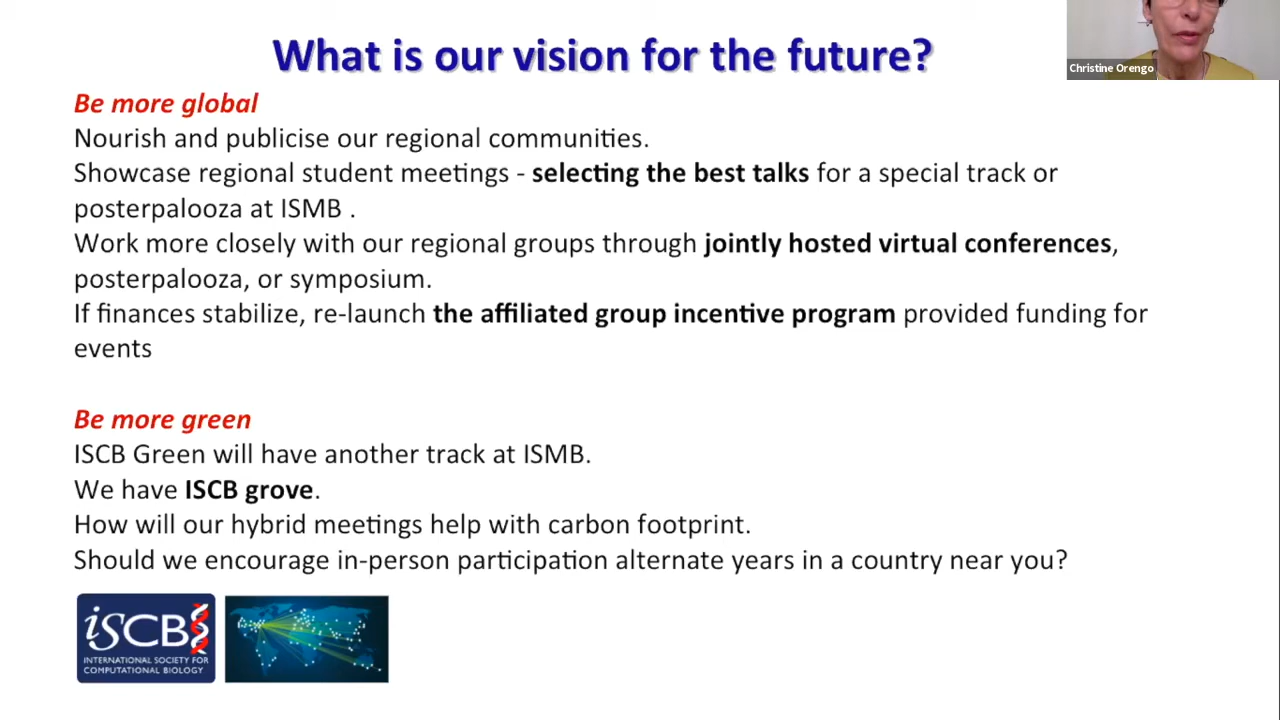 What is our vision for the future?
Christine Orengo
Be more global
Nourish and publicise our regional communities.
Showcase regional student meetings - selecting the best talks for a special track or
posterpalooza at ISMB .
Work more closely with our regional groups through jointly hosted virtual conferences,
posterpalooza, or symposium.
If finances stabilize, re-launch the affiliated group incentive program provided funding for
events
Be more green
ISCB Green will have another track at ISMB.
We have ISCB grove.
How will our hybrid meetings help with carbon footprint.
Should we encourage in-person participation alternate years in a country near you?
iSCB
INTERNATIONAL SOCIETY FOR
COMPUTATIONAL BIOLOGY